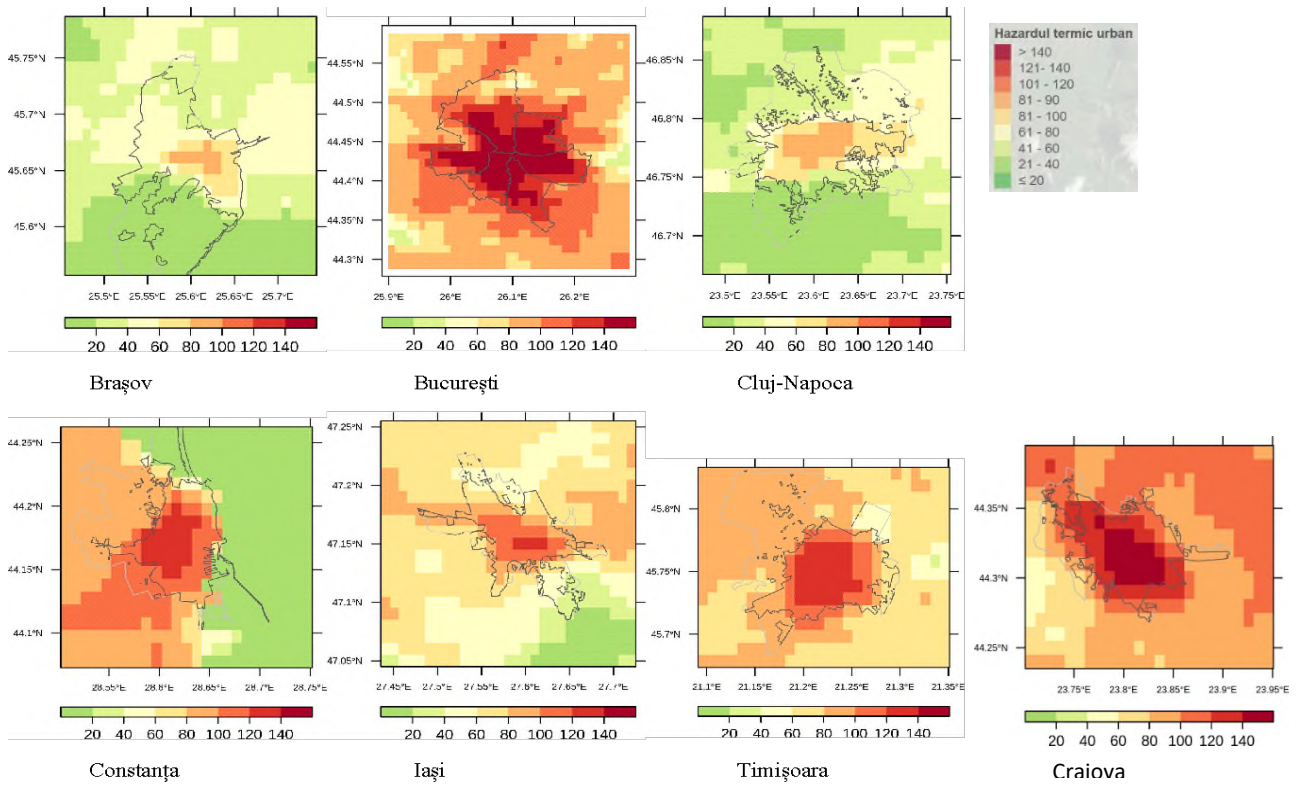 45.75°N
45.7°N
45.65°N
45.6°N
25.5°E 25.55°E 25.6°E 25.65°E 25.7°E
20 40 60 80 100 120 140
Brașov
44.55°N
44.5°N
44.45°N
44.4°N
44.35°N
44.3°N
25.9°E 26°E 26.1°E 26.2°E
20 40 60 80 100 120 140
București
46.85°N
46.8°N
46.75°N
46.7°N
23.5°E 23.55°E 23.6°E 23.65°E 23.7°E 23.75°E
20 40 60 80 100 120 140
Cluj-Napoca
Hazardul termic urban
> 140
121- 140
101 - 120
81 - 90
81 - 100
61 - 80
41 - 60
21 - 40
≤ 20
44.25°N
44.2°N
44.15°N
44.1°N
28.55°E 28.6°E 28.65°E 28.7°E 28.75°E
20 40 60 80 100 120 140
Constanța
47.25°N
47.2°N
47.15°N
47.1°N
47.05°N
27.45°E 27.5°E 27.55°E 27.6°E 27.65°E 27.7°E
20 40 60 80 100 120 140
Iași
45.8°N
45.75°N
45.7°N
21.1°E 21.15°E 21.2°E 21.25°E 21.3°E 21.35°E
20 40 60 80 100 120 140
Timișoara
44.35°N
44.3°N
44.25°N
23.75°E 23.8°E 23.85°E 23.9°E 23.95°E
20 40 60 80 100 120 140
Craiova